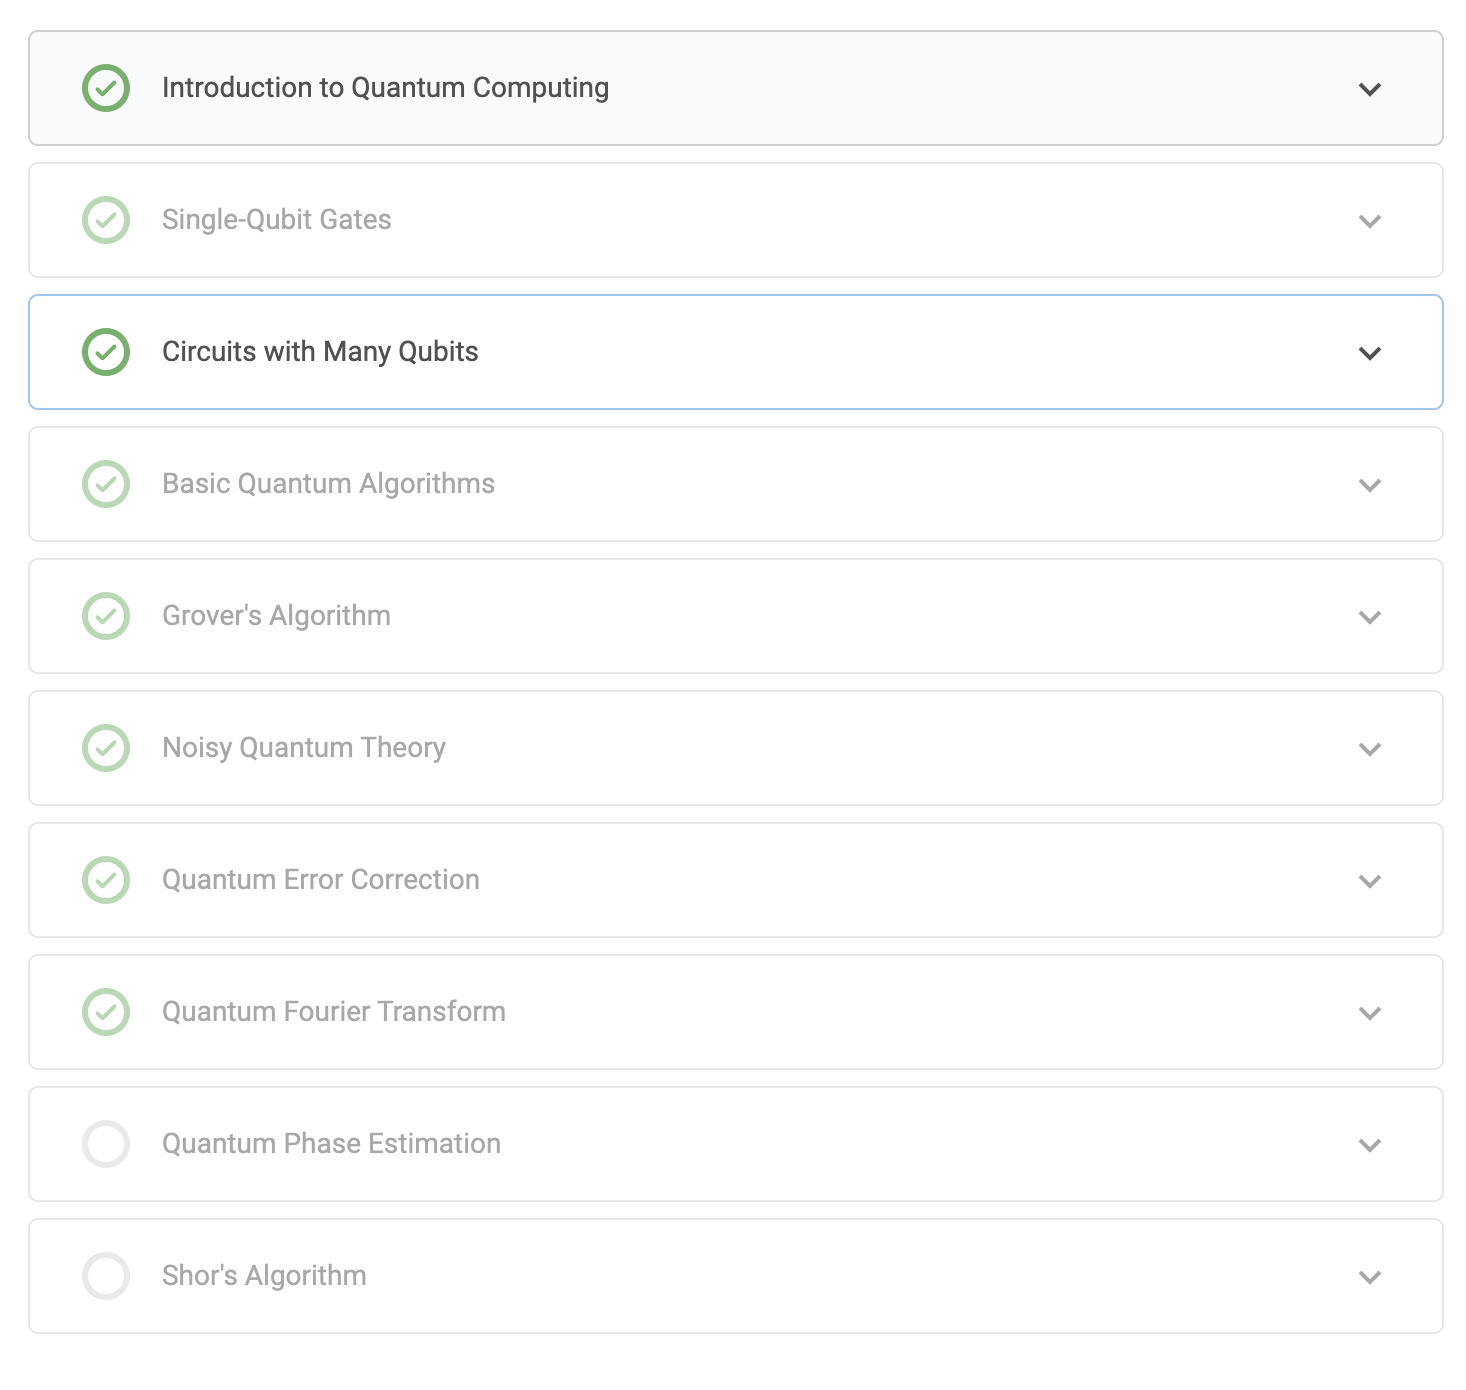 Introduction to Quantum Computing
Single-Qubit Gates
Circuits with Many Qubits
Basic Quantum Algorithms
Grover's Algorithm
Noisy Quantum Theory
Quantum Error Correction
Quantum Fourier Transform
Quantum Phase Estimation
Shor's Algorithm